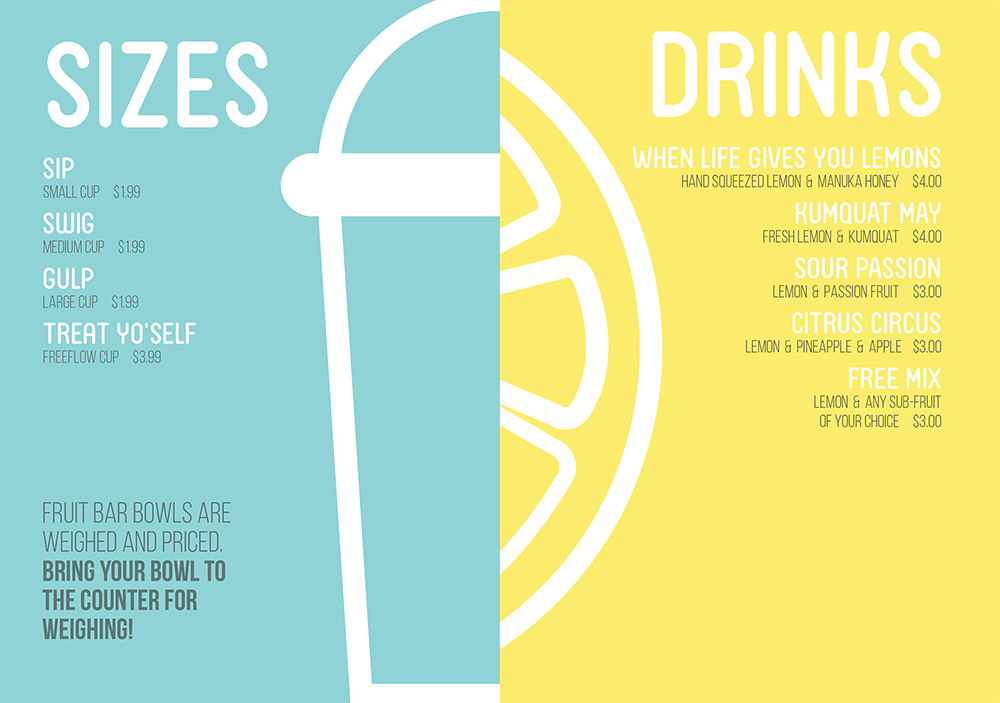 SIZES
SIP
SMALL CUP $1.99
SWIG
MEDIUM CUP $1.99
GULP
LARGE CUP $1.99
TREAT YO'SELF
FREEFLOW CUP $3.99
FRUIT BAR BOWLS ARE
WEIGHED AND PRICED.
BRING YOUR BOWL TO
THE COUNTER FOR
WEIGHING!
DRINKS
WHEN LIFE GIVES YOU LEMONS
HAND SQUEEZED LEMON & MANUKA HONEY $4.00
KUMQUAT MAY
FRESH LEMON & KUMQUAT $4.00
SOUR PASSION
LEMON & PASSION FRUIT $3.00
CITRUS CIRCUS
LEMON & PINEAPPLE & APPLE $3.00
FREE MIX
LEMON & ANY SUB-FRUIT
OF YOUR CHOICE $3.00